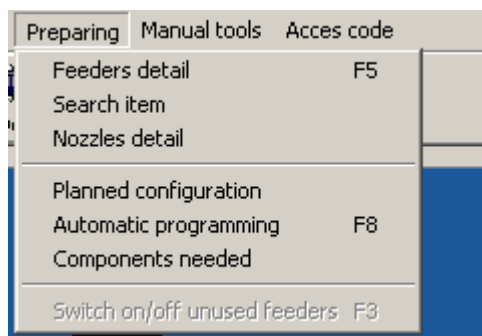 Preparing Manual tools Acces code
Feeders detail F5
Search item
Nozzles detail
Planned configuration
Automatic programming F8
Components needed
Switch on/off unused feeders F3